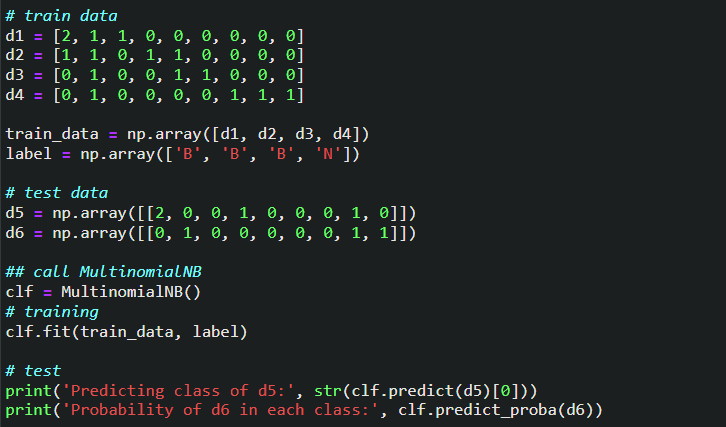 # train data
d1 = [2, 1, 1, 0, 0, 0, 0, 0, 0]
d2 = [1, 1, 0, 1, 1, 0, 0, 0, 0]
d3 = [0, 1, 0, 0, 1, 1, 0, 0, 0]
d4 = [0, 1, 0, 0, 0, 0, 1, 1, 1]
train_data = np.array([d1, d2, d3, d4])
label = np.array(['B', 'B', 'B', 'N'])
# test data
d5 = np.array([[2, 0, 0, 1, 0, 0, 0, 1, 0]])
d6 = np.array([[0, 1, 0, 0, 0, 0, 0, 1, 1]])
## call MultinomialNB
clf = MultinomialNB()
# training
clf.fit(train_data, label)
# test
print('Predicting class of d5:', str(clf.predict(d5)[0]))
print('Probability of d6 in each class:', clf.predict_proba(d6))